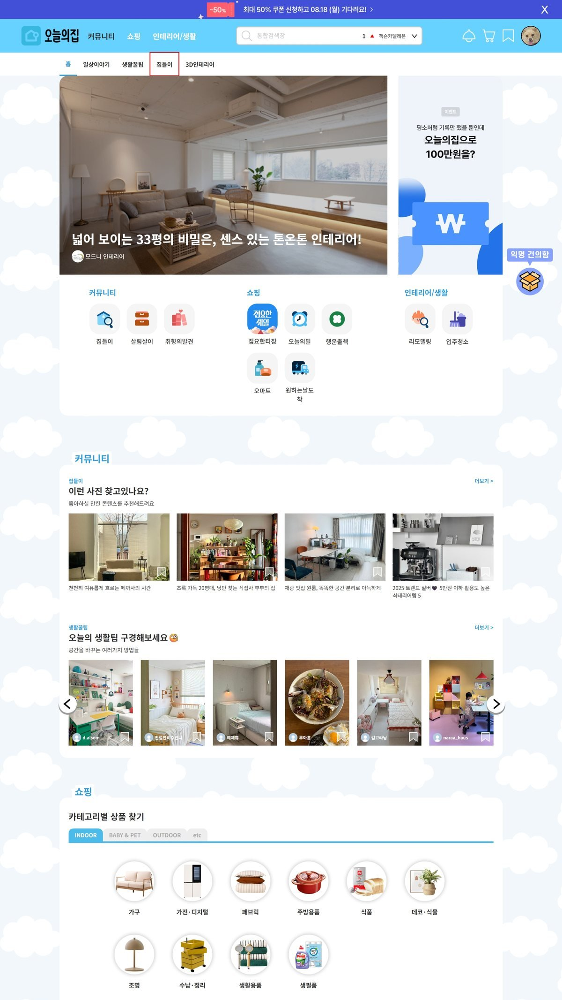 ~50%
최대 50% 쿠폰 신청하고 08.18 (월) 기다려요! >
X
오늘의집
커뮤니티
쇼핑
인테리어/생활
통합검색창
1 ▲ 잭슨카멜레온
홈
일상이야기
생활꿀팁
집들이
3D인테리어
넓어 보이는 33평의 비밀은, 센스 있는 톤온톤 인테리어!
모드니 인테리어
이벤트
평소처럼 기록만 했을 뿐인데
오늘의집으로
100만원을?
₩
익명 건의함
커뮤니티
집들이
살림살이
취향의발견
쇼핑
집요한
세일
집요한티징
오늘의딜
행운출첵
오마트
원하는날도
착
인테리어/생활
리모델링
입주청소
커뮤니티
집들이
더보기 >
이런 사진 찾고있나요?
좋아하실 만한 콘텐츠를 추천해드려요
천천히 여유롭게 흐르는 떼까사의 시간
초록 가득 20평대, 낭만 찾는 식집사 부부의 집
채광 맛집 원룸, 똑똑한 공간 분리로 아늑하게
2025 트렌드 실버🖤 5만원 이하 활용도 높은
쇠테리어템 5
생활꿀팁
더보기 >
오늘의 생활팁 구경해보세요🧐
공간을 바꾸는 여러가지 방법들
d.alsom
친절한비주언니
예제쀼
루아흠
김고라닝
naraa_haus
쇼핑
카테고리별 상품 찾기
INDOOR
BABY & PET
OUTDOOR
etc
가구
가전·디지털
페브릭
주방용품
식품
데코·식물
조명
수납·정리
생활용품
Persil
생필품